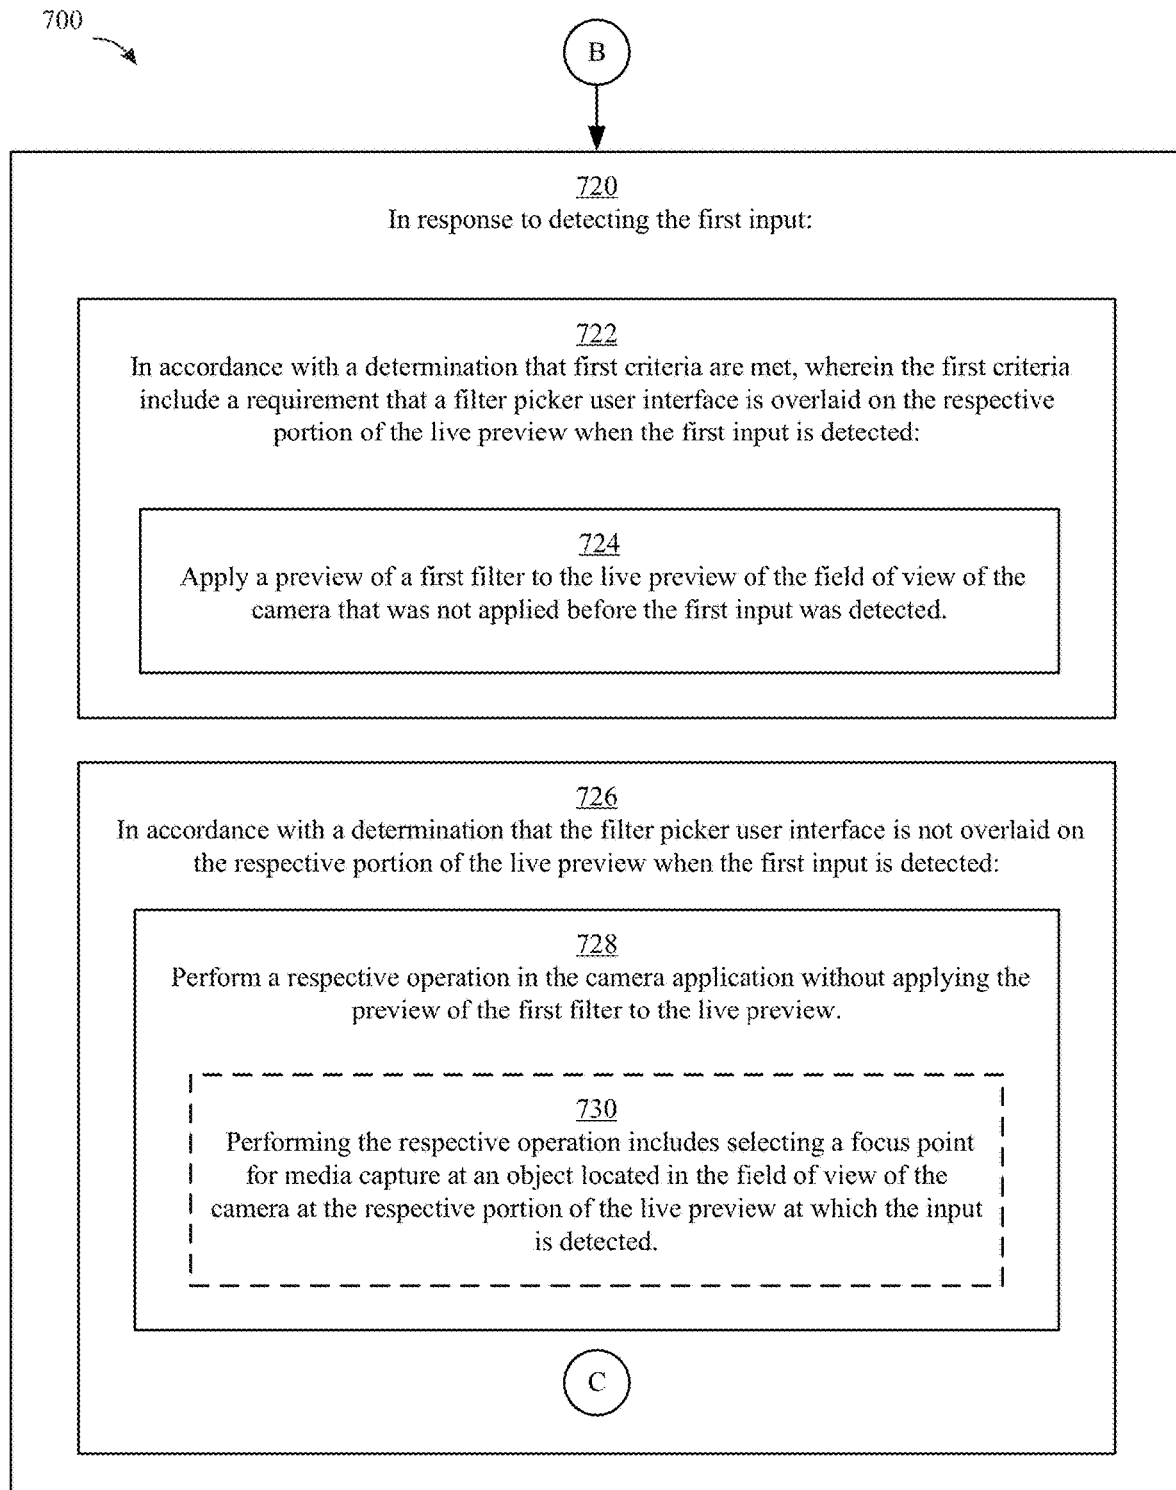 700
B
720
In response to detecting the first input:
722
In accordance with a determination that first criteria are met, wherein the first criteria
include a requirement that a filter picker user interface is overlaid on the respective
portion of the live preview when the first input is detected:
724
Apply a preview of a first filter to the live preview of the field of view of the
camera that was not applied before the first input was detected.
726
In accordance with a determination that the filter picker user interface is not overlaid on
the respective portion of the live preview when the first input is detected:
728
Perform a respective operation in the camera application without applying the
preview of the first filter to the live preview.
730
Performing the respective operation includes selecting a focus point
for media capture at an object located in the field of view of the
camera at the respective portion of the live preview at which the input
is detected.
C